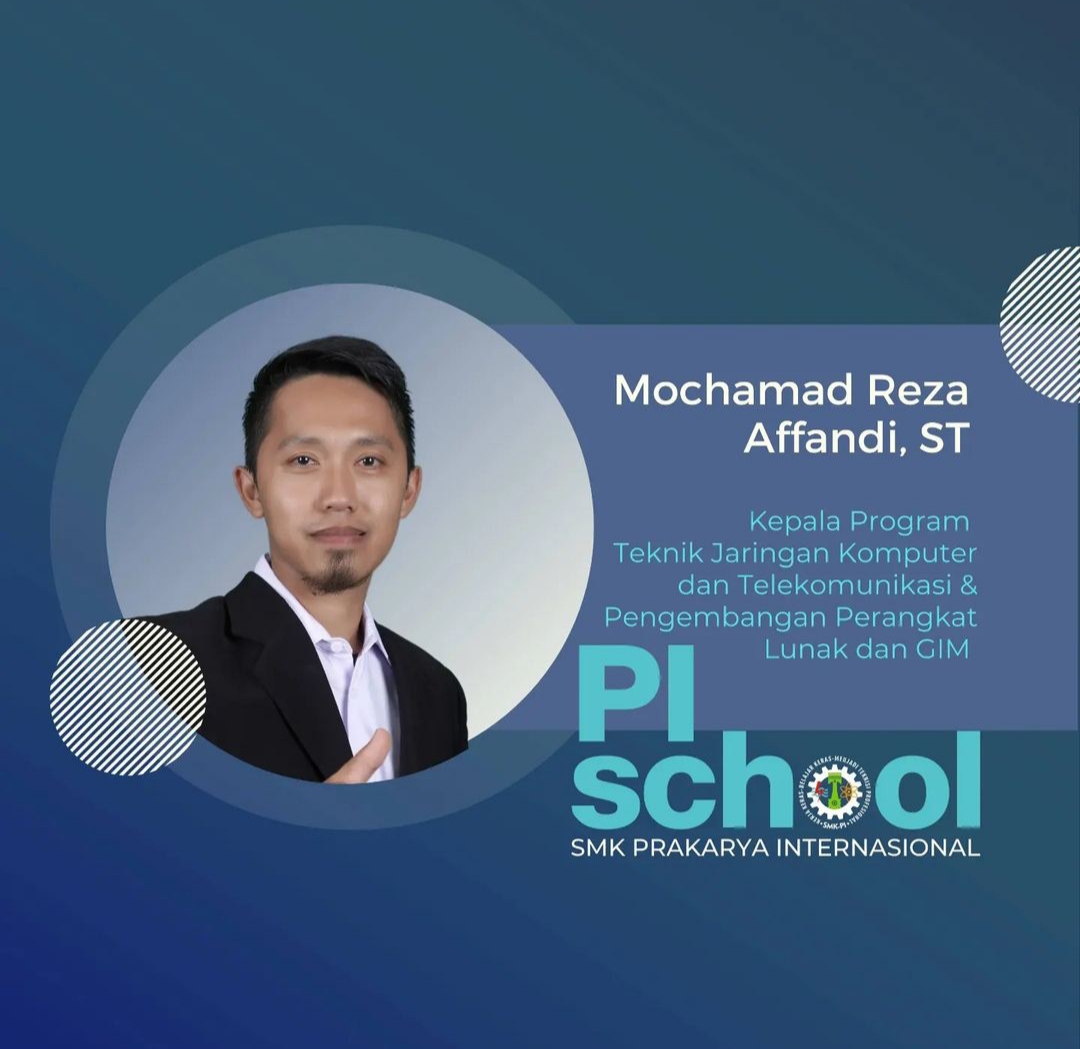 Mochamad Reza
Affandi, ST
Kepala Program
Teknik Jaringan Komputer
dan Telekomunikasi &
Pengembangan Perangkat
Lunak dan GIM
PI
school
SMK PRAKARYA INTERNASIONAL